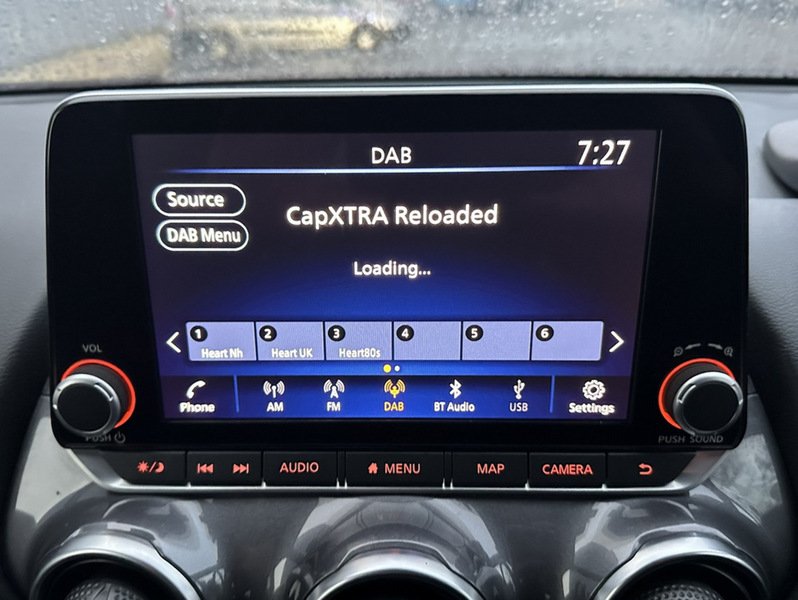 DAB 7:27
Source
CapXTRA Reloaded
DAB Menu
Loading...
1 2 3 4 5 6
Heart Nh Heart UK Heart80s
VOL
Phone AM FM DAB BT Audio USB Settings
PUSH PUSH SOUND
AUDIO MENU MAP CAMERA